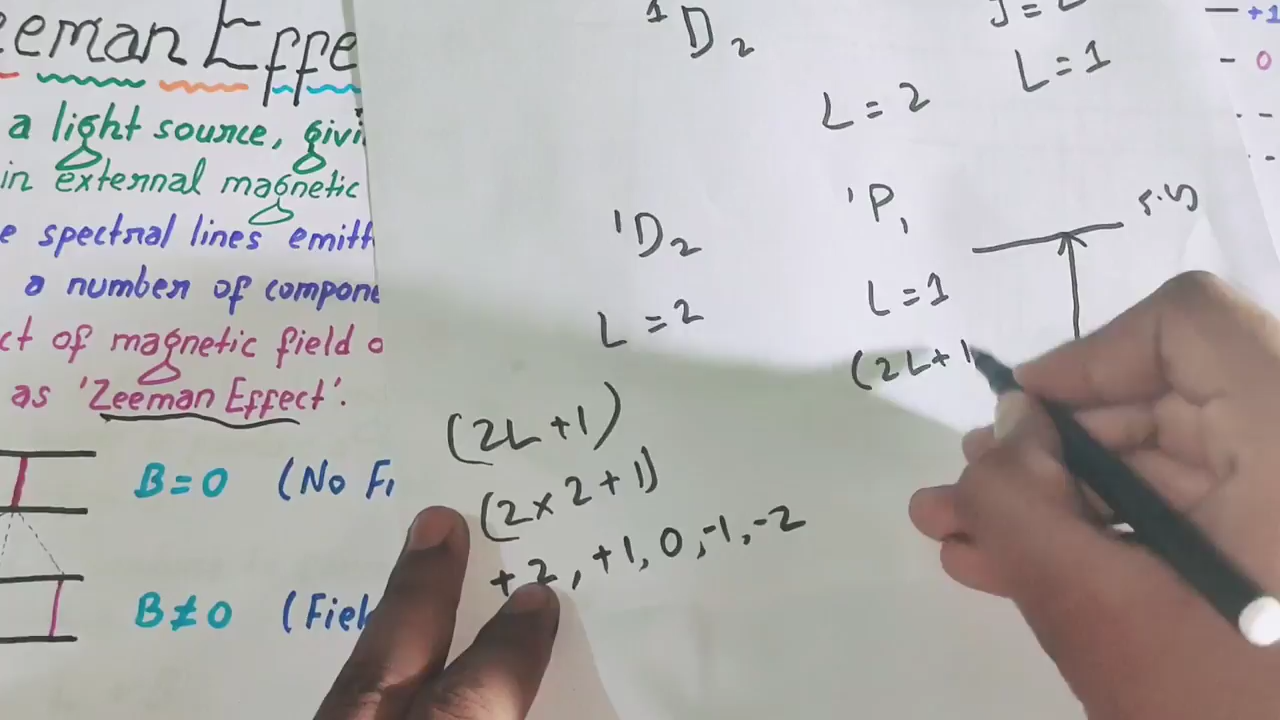 eeman Effe
a light source, givi
in external magnetic
e spectral lines emitt
a number of compone
ct of magnetic field o
as 'Zeeman Effect'.
B=0 (No Fi
B≠0 (Fiel
¹D₂
J=
L=2
L=1
¹D₂
L=2
(2L+1)
(2×2+1)
+2, +1, 0, -1, -2
¹P₁
L=1
(2L+1
+1
0